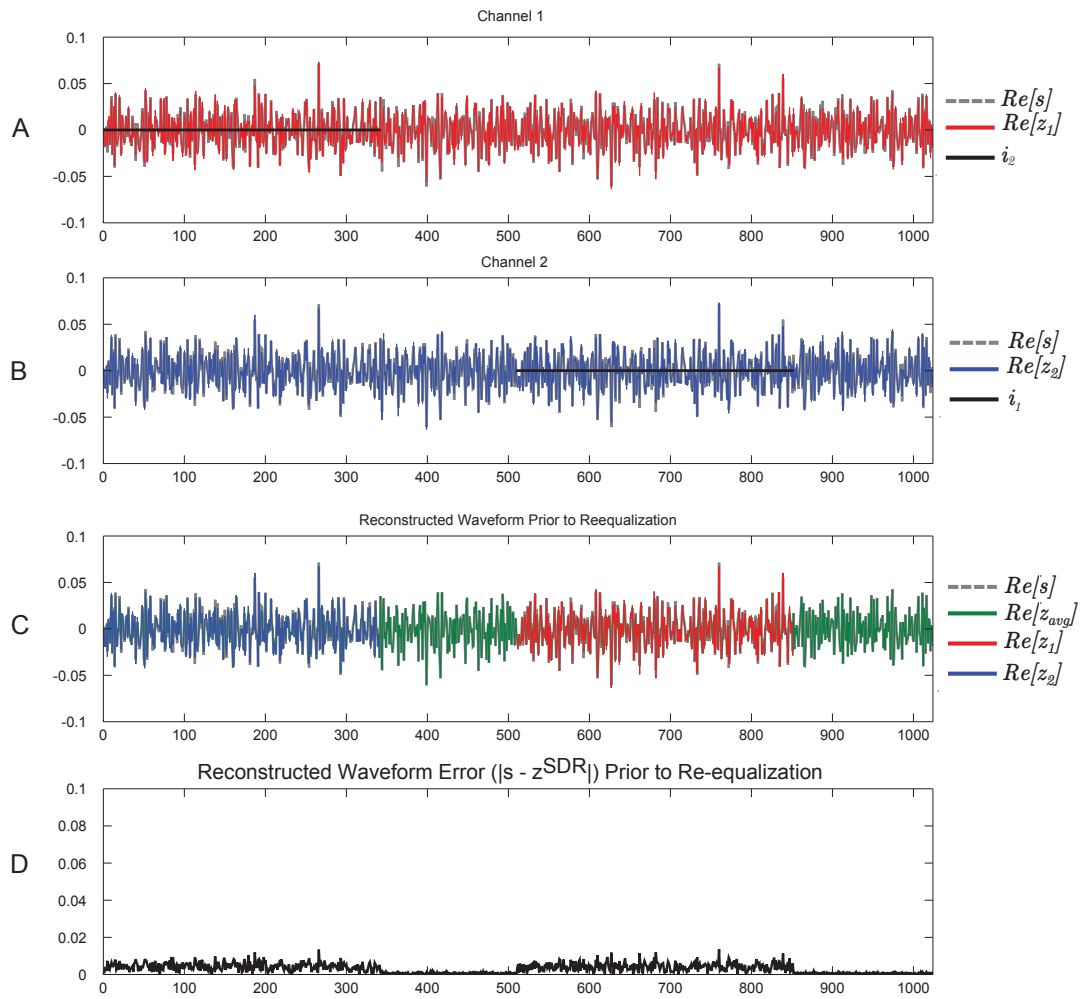 Channel 1
A
0.1
0.05
0
-0.05
-0.1
0 100 200 300 400 500 600 700 800 900 1000
Re[s]
Re[z1]
i2
Channel 2
B
0.1
0.05
0
-0.05
-0.1
0 100 200 300 400 500 600 700 800 900 1000
Re[s]
Re[z2]
i1
Reconstructed Waveform Prior to Reequalization
C
0.1
0.05
0
-0.05
-0.1
0 100 200 300 400 500 600 700 800 900 1000
Re[s]
Re[zavg]
Re[z1]
Re[z2]
Reconstructed Waveform Error (|s - zSDR|) Prior to Re-equalization
D
0.1
0.08
0.06
0.04
0.02
0
0 100 200 300 400 500 600 700 800 900 1000